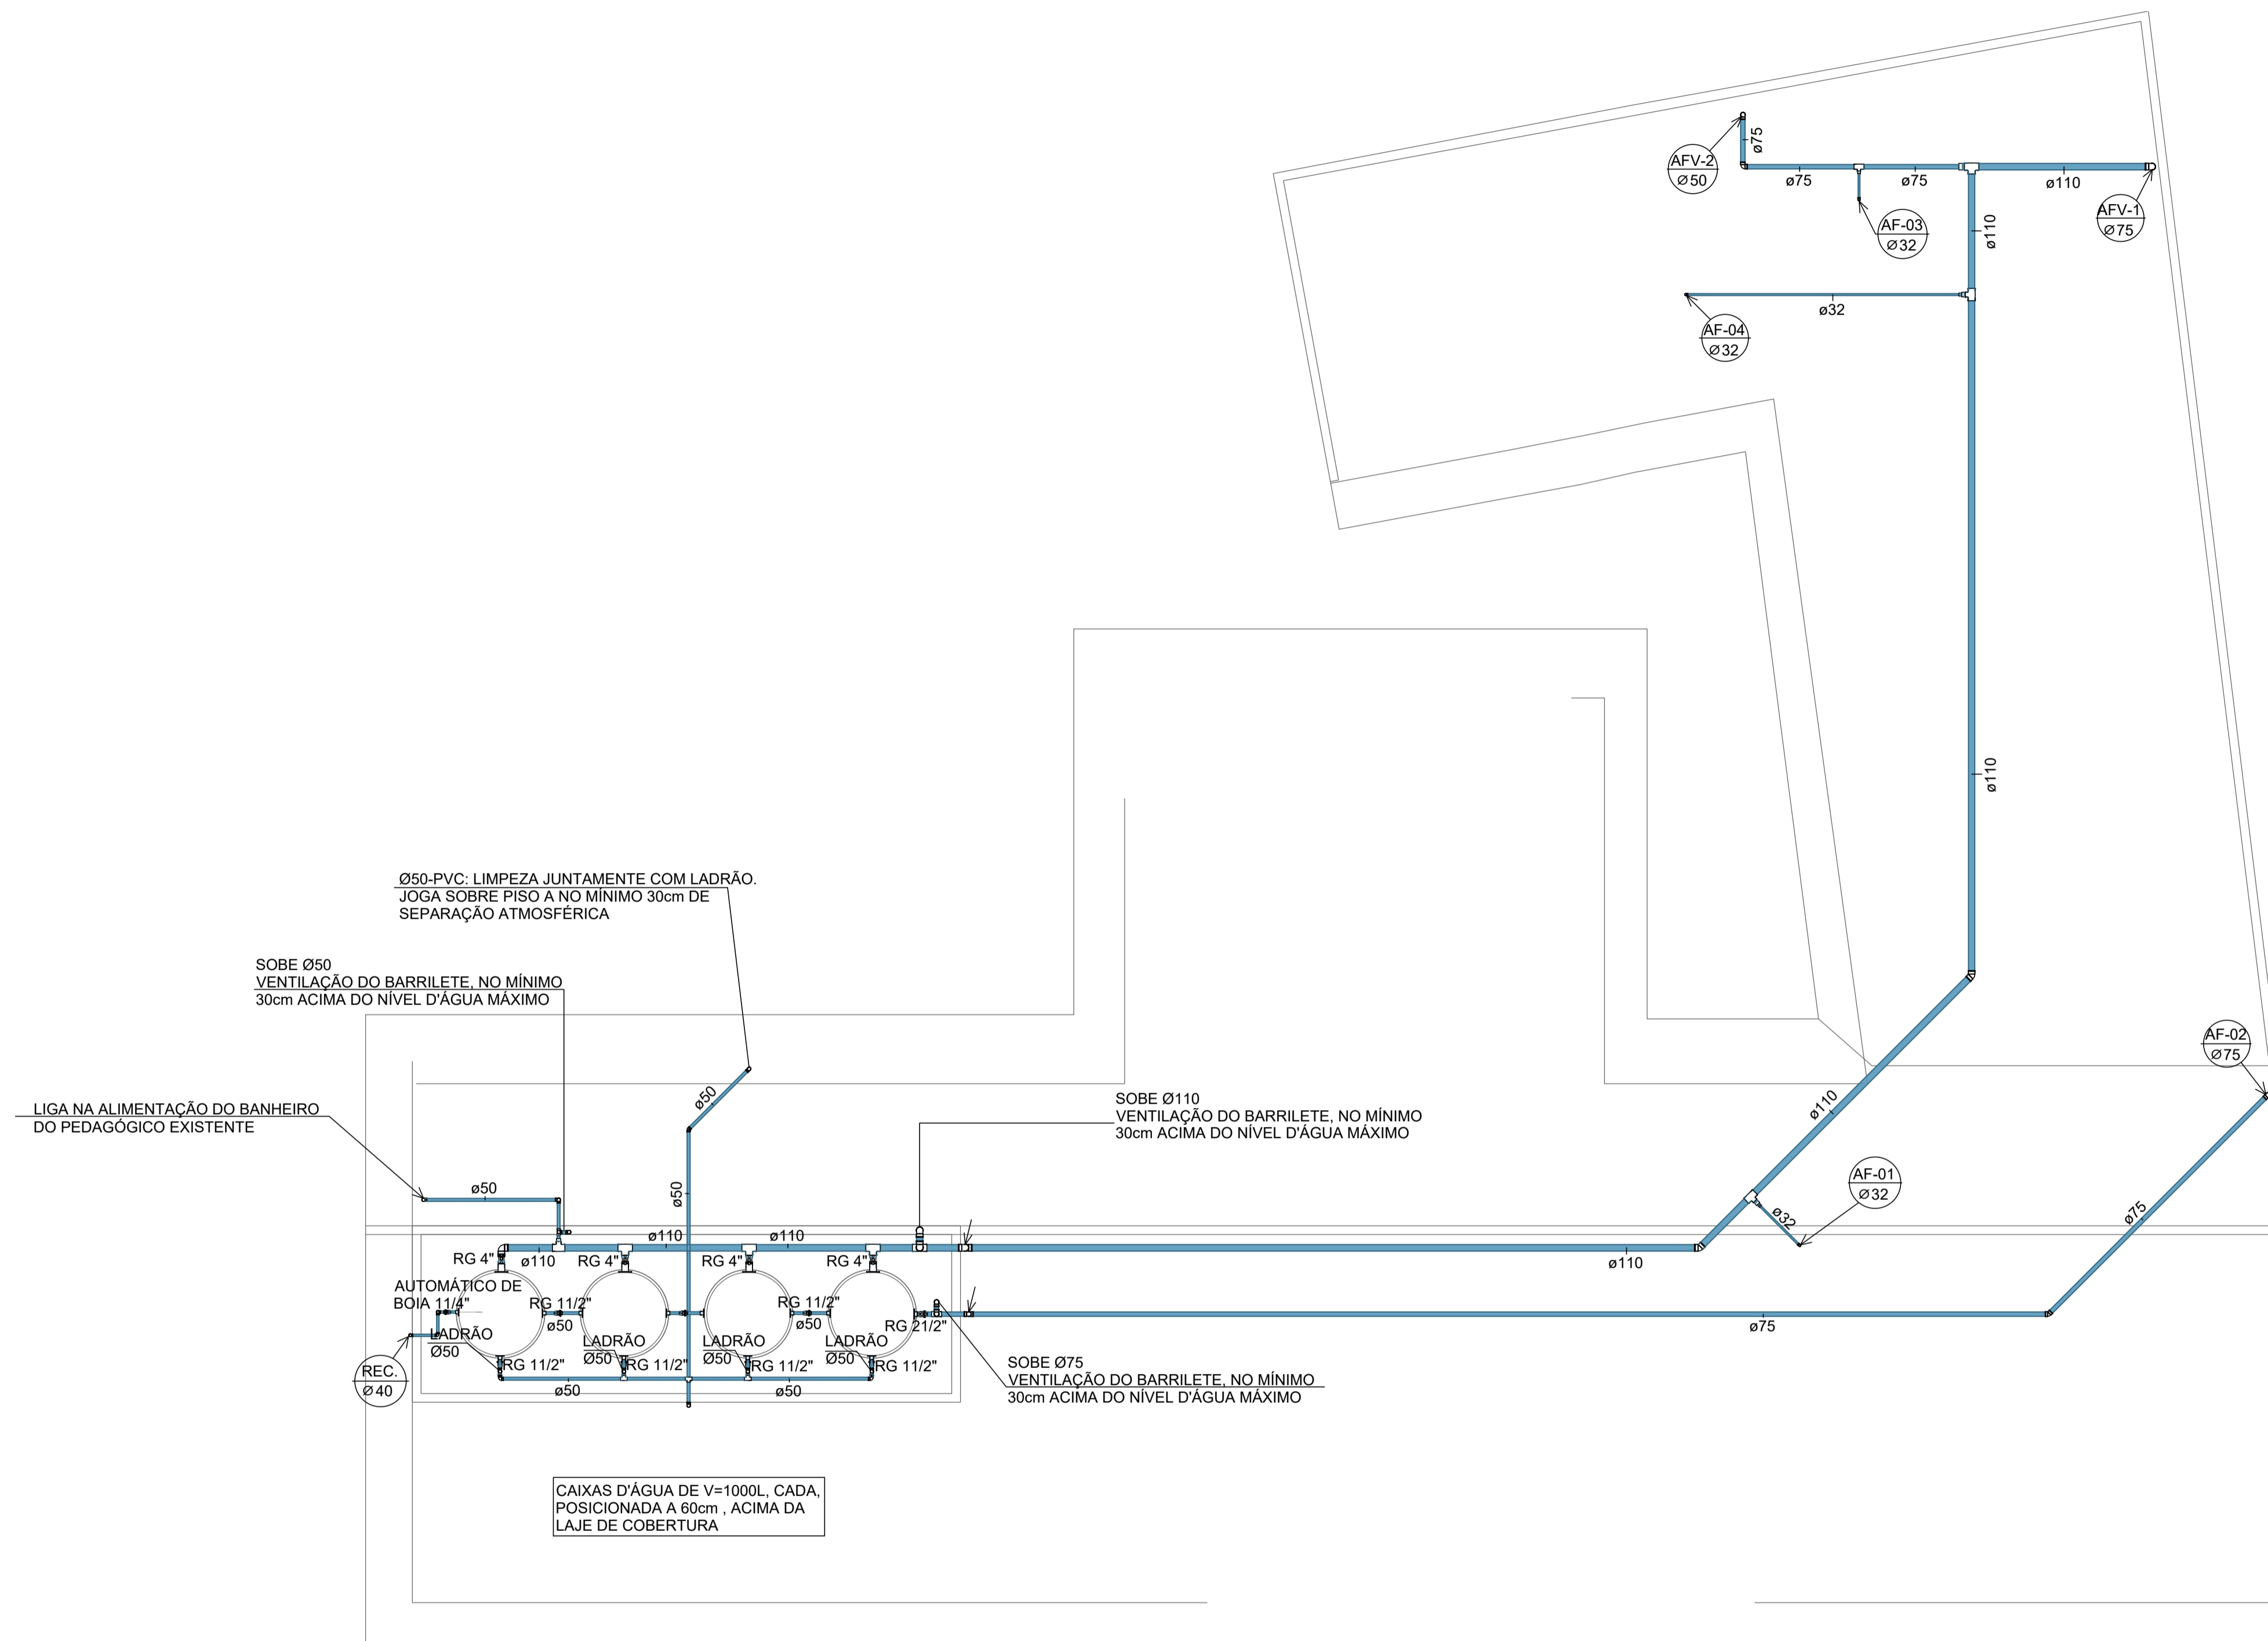 ø75
AFV-2
Ø50
ø75
ø75
ø110
AFV-1
Ø75
AF-03
Ø32
ø110
ø32
AF-04
Ø32
ø110
Ø50-PVC: LIMPEZA JUNTAMENTE COM LADRÃO.
JOGA SOBRE PISO A NO MÍNIMO 30cm DE
SEPARAÇÃO ATMOSFÉRICA
SOBE Ø50
VENTILAÇÃO DO BARRILETE, NO MÍNIMO
30cm ACIMA DO NÍVEL D'ÁGUA MÁXIMO
AF-02
Ø75
LIGA NA ALIMENTAÇÃO DO BANHEIRO
DO PEDAGÓGICO EXISTENTE
ø50
SOBE Ø110
VENTILAÇÃO DO BARRILETE, NO MÍNIMO
30cm ACIMA DO NÍVEL D'ÁGUA MÁXIMO
ø110
AF-01
Ø32
ø50
ø50
ø32
ø75
ø110
ø110
RG 4"
ø110
RG 4"
RG 4"
RG 4"
ø110
AUTOMÁTICO DE
BOIA 11/4"
RG 11/2"
ø50
RG 11/2"
ø50
RG 21/2"
ø75
LADRÃO
Ø50
LADRÃO
Ø50
LADRÃO
Ø50
LADRÃO
Ø50
RG 11/2"
RG 11/2"
RG 11/2"
RG 11/2"
REC.
Ø40
ø50
ø50
SOBE Ø75
VENTILAÇÃO DO BARRILETE, NO MÍNIMO
30cm ACIMA DO NÍVEL D'ÁGUA MÁXIMO
CAIXAS D'ÁGUA DE V=1000L, CADA,
POSICIONADA A 60cm , ACIMA DA
LAJE DE COBERTURA